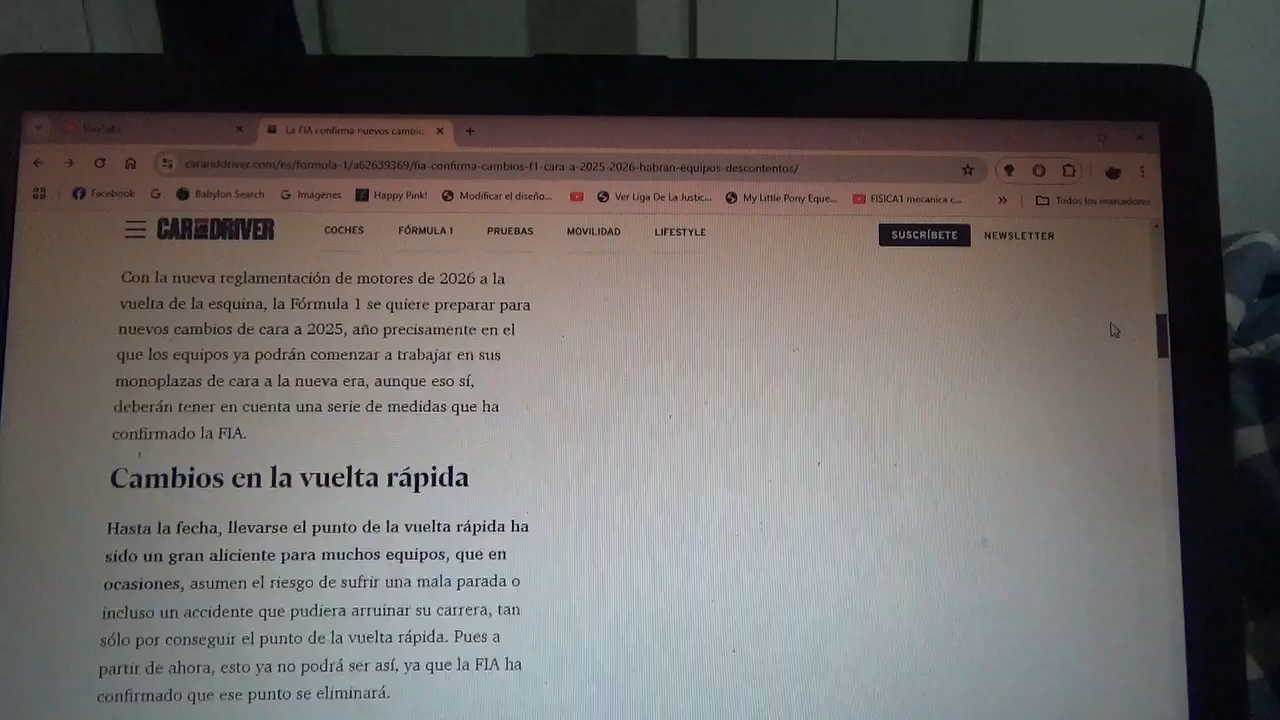 YouTube
La FIA confirma nuevos cambio
caranddriver.com/es/formula-1/a62639369/fia-confirma-cambios-f1-cara-a-2025-2026-habran-equipos-descontentos/
Facebook
Babylon Search
Imágenes
Happy Pink!
Modificar el diseño...
Ver Liga De La Justic...
My Little Pony Eque...
FISICA1 mecanica c...
Todos los marcadores
CAR AND DRIVER
COCHES
FÓRMULA 1
PRUEBAS
MOVILIDAD
LIFESTYLE
SUSCRÍBETE
NEWSLETTER
Con la nueva reglamentación de motores de 2026 a la
vuelta de la esquina, la Fórmula 1 se quiere preparar para
nuevos cambios de cara a 2025, año precisamente en el
que los equipos ya podrán comenzar a trabajar en sus
monoplazas de cara a la nueva era, aunque eso sí,
deberán tener en cuenta una serie de medidas que ha
confirmado la FIA.
Cambios en la vuelta rápida
Hasta la fecha, llevarse el punto de la vuelta rápida ha
sido un gran aliciente para muchos equipos, que en
ocasiones, asumen el riesgo de sufrir una mala parada o
incluso un accidente que pudiera arruinar su carrera, tan
sólo por conseguir el punto de la vuelta rápida. Pues a
partir de ahora, esto ya no podrá ser así, ya que la FIA ha
confirmado que ese punto se eliminará.